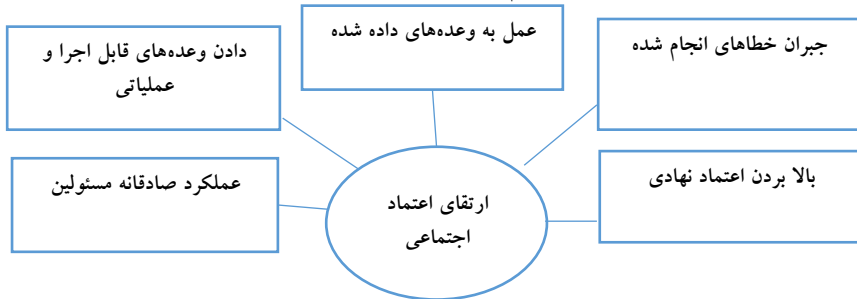 عمل به وعده‌های داده شده
جبران خطاهای انجام شده
دادن وعده‌های قابل اجرا و
عملیاتی
بالا بردن اعتماد نهادی
عملکرد صادقانه مسئولین
ارتقای اعتماد
اجتماعی